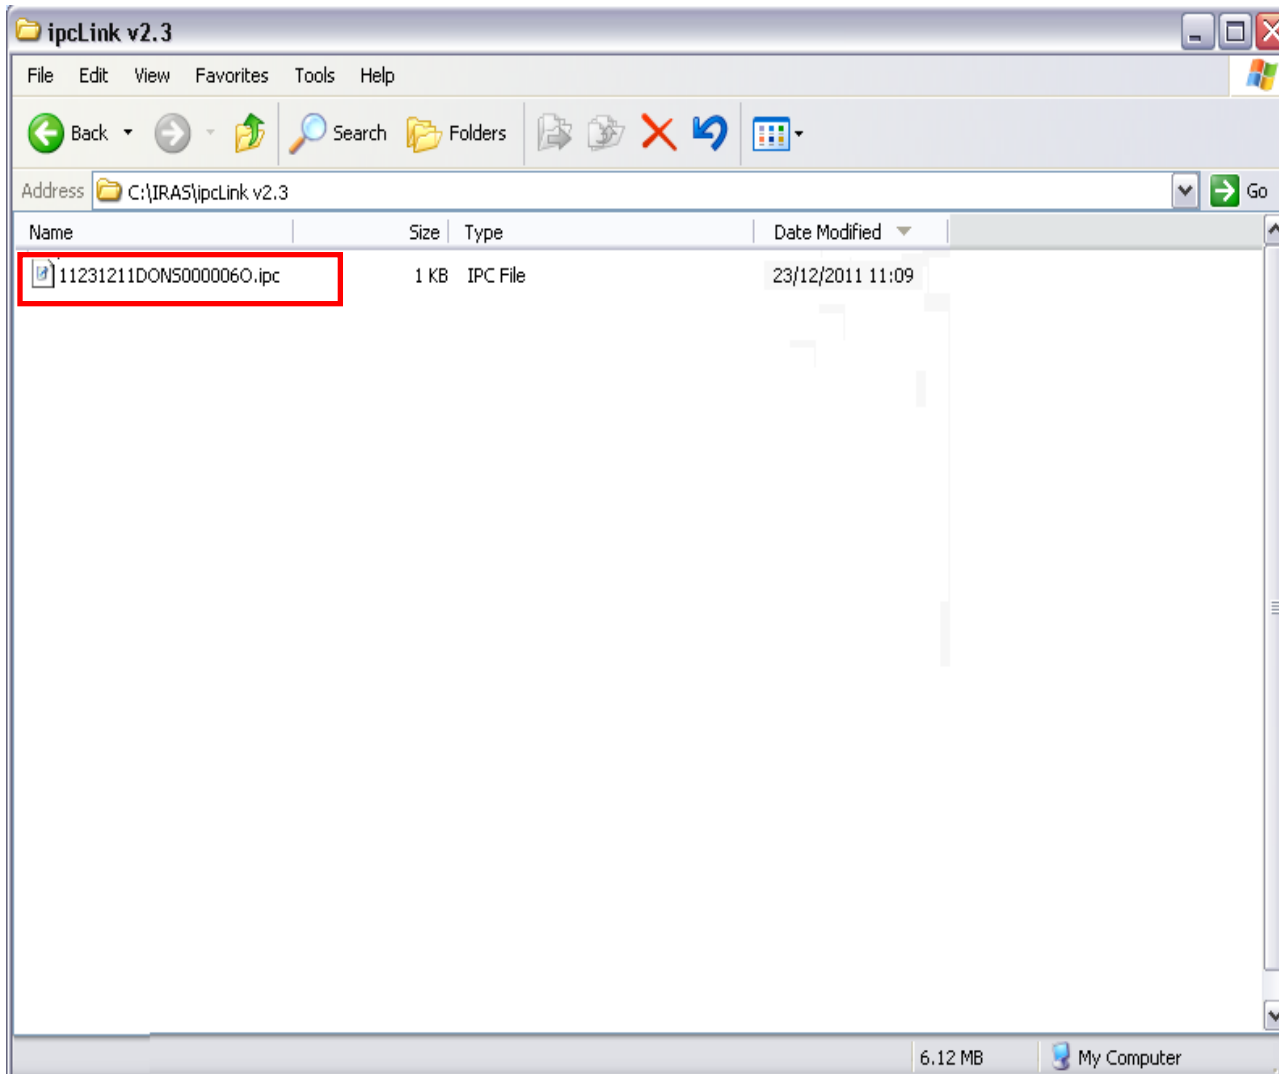 ipcLink v2.3
File Edit View Favorites Tools Help
Back Search Folders
Address C:\IRAS\ipcLink v2.3 Go
Name Size Type Date Modified
11231211DONS000006O.ipc 1 KB IPC File 23/12/2011 11:09
6.12 MB My Computer